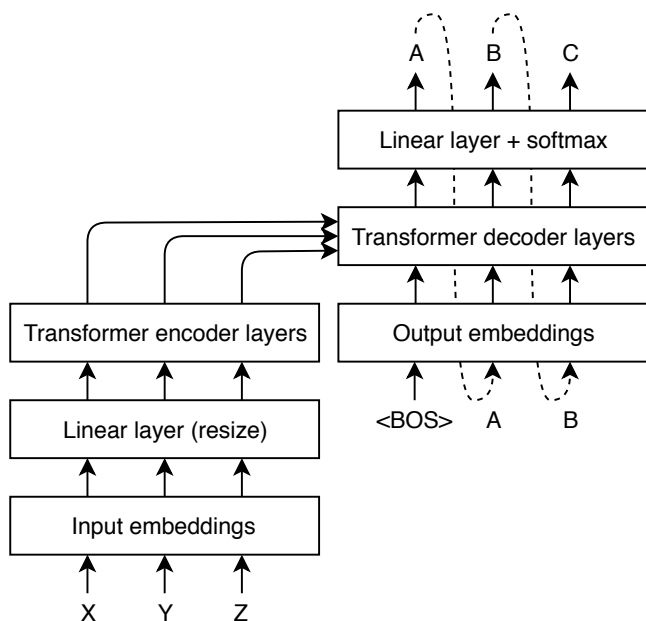 A B C
Linear layer + softmax
Transformer decoder layers
Transformer encoder layers
Output embeddings
Linear layer (resize)
<BOS> A B
Input embeddings
X Y Z